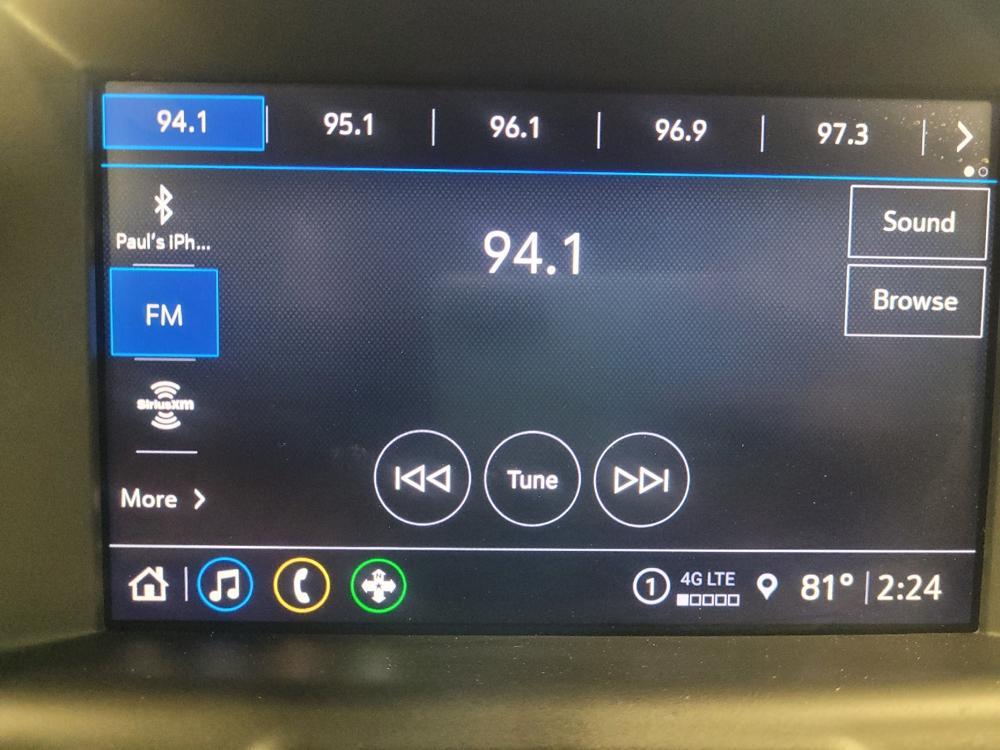 94.1 95.1 96.1 96.9 97.3
Paul's iPh...
94.1
Sound
FM
Browse
SiriusXM
Tune
More
1 4G LTE 81° 2:24